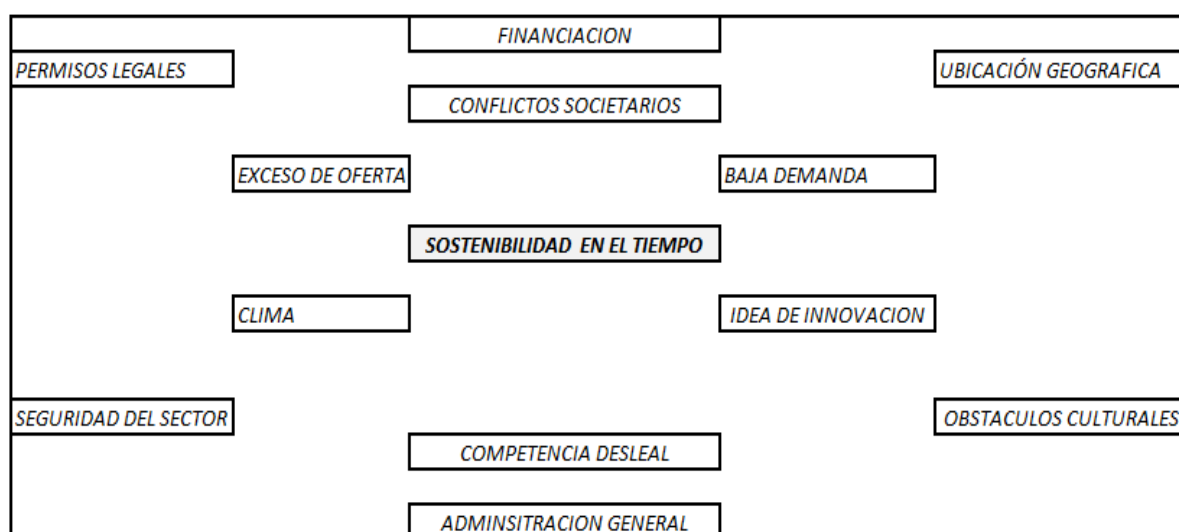 FINANCIACION
PERMISOS LEGALES
UBICACIÓN GEOGRAFICA
CONFLICTOS SOCIETARIOS
EXCESO DE OFERTA
BAJA DEMANDA
SOSTENIBILIDAD EN EL TIEMPO
CLIMA
IDEA DE INNOVACION
SEGURIDAD DEL SECTOR
OBSTACULOS CULTURALES
COMPETENCIA DESLEAL
ADMINSITRACION GENERAL